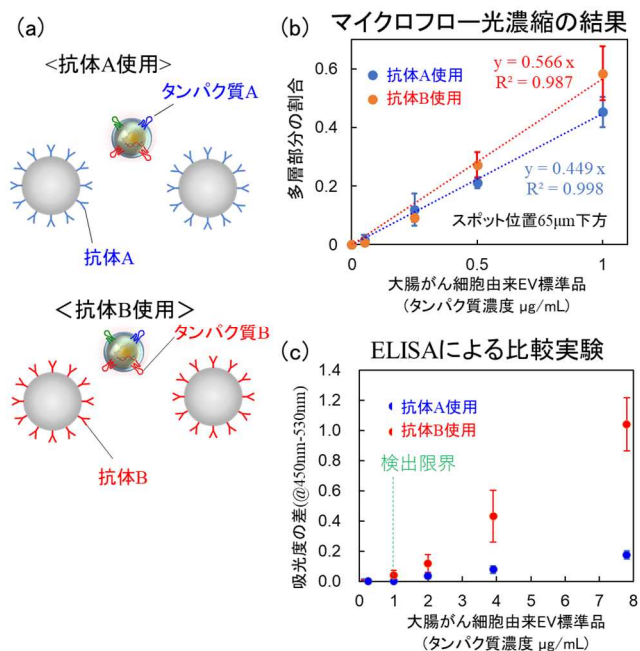 (a)
<抗体A使用>
タンパク質A
抗体A
<抗体B使用>
タンパク質B
抗体B
マイクロフロー光濃縮の結果
(b)
抗体A使用
抗体B使用
y = 0.566 x
R² = 0.987
y = 0.449 x
R² = 0.998
スポット位置65μm下方
多層部分の割合
0.6
0.4
0.2
0
0
0.5
1
大腸がん細胞由来EV標準品
(タンパク質濃度 μg/mL)
(c)
ELISAによる比較実験
抗体A使用
抗体B使用
検出限界
吸光度の差(@450nm-530nm)
1.4
1.2
1.0
0.8
0.6
0.4
0.2
0.0
0 1 2 3 4 5 6 7 8
大腸がん細胞由来EV標準品
(タンパク質濃度 μg/mL)